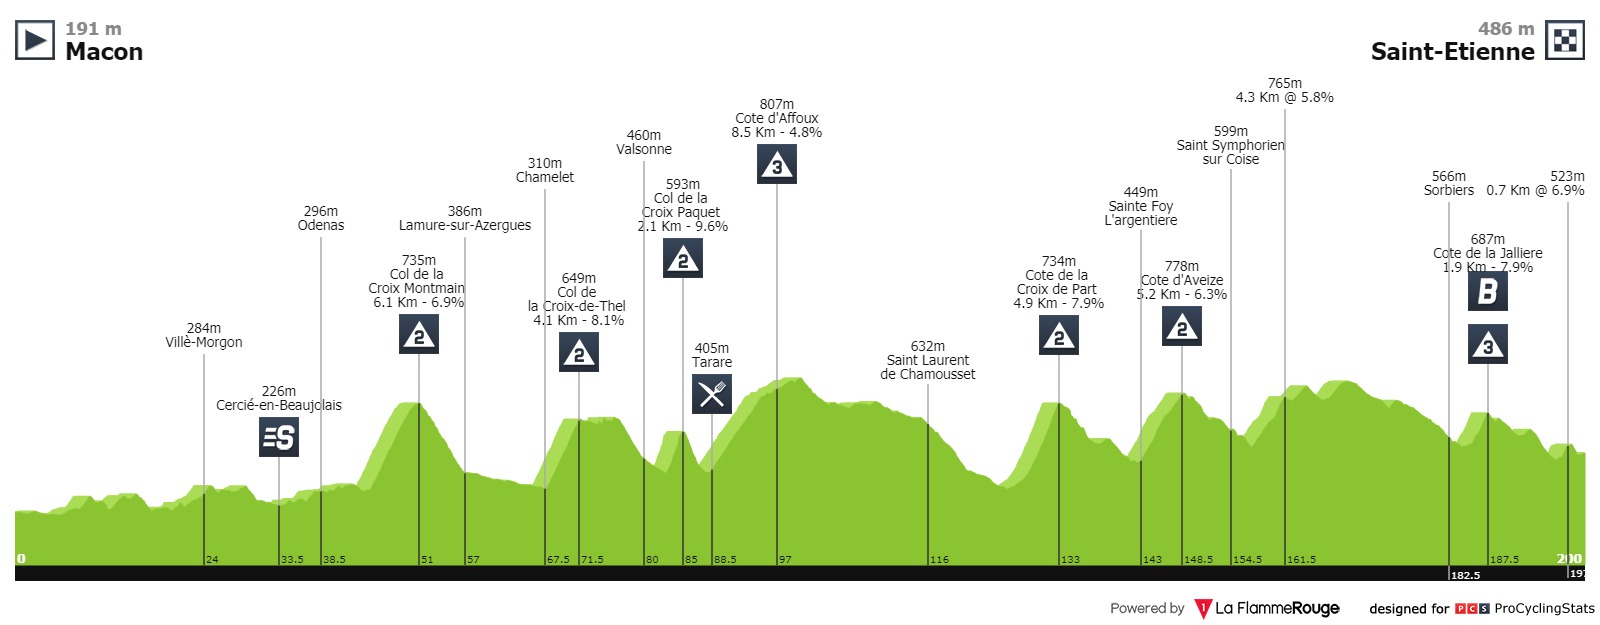 191 m
Macon
486 m
Saint-Etienne
284m
Villé-Morgon
226m
Cercié-en-Beaujolais
S
296m
Odenas
735m
Col de la
Croix Montmain
6.1 Km - 6.9%
2
386m
Lamure-sur-Azergues
310m
Chamelet
649m
Col de
la Croix-de-Thel
4.1 Km - 8.1%
2
460m
Valsonne
593m
Col de la
Croix Paquet
2.1 Km - 9.6%
2
405m
Tarare
807m
Cote d'Affoux
8.5 Km - 4.8%
3
632m
Saint Laurent
de Chamousset
734m
Cote de la
Croix de Part
4.9 Km - 7.9%
2
449m
Sainte Foy
L'argentiere
778m
Cote d'Aveize
5.2 Km - 6.3%
2
599m
Saint Symphorien
sur Coise
765m
4.3 Km @ 5.8%
566m
Sorbiers
687m
Cote de la Jalliere
1.9 Km - 7.9%
B
3
523m
0.7 Km @ 6.9%
0
24
33.5
38.5
51
57
67.5
71.5
80
85
88.5
97
116
133
143
148.5
154.5
161.5
182.5
187.5
197
200
Powered by
1
La FlammeRouge
designed for
PCS
ProCyclingStats